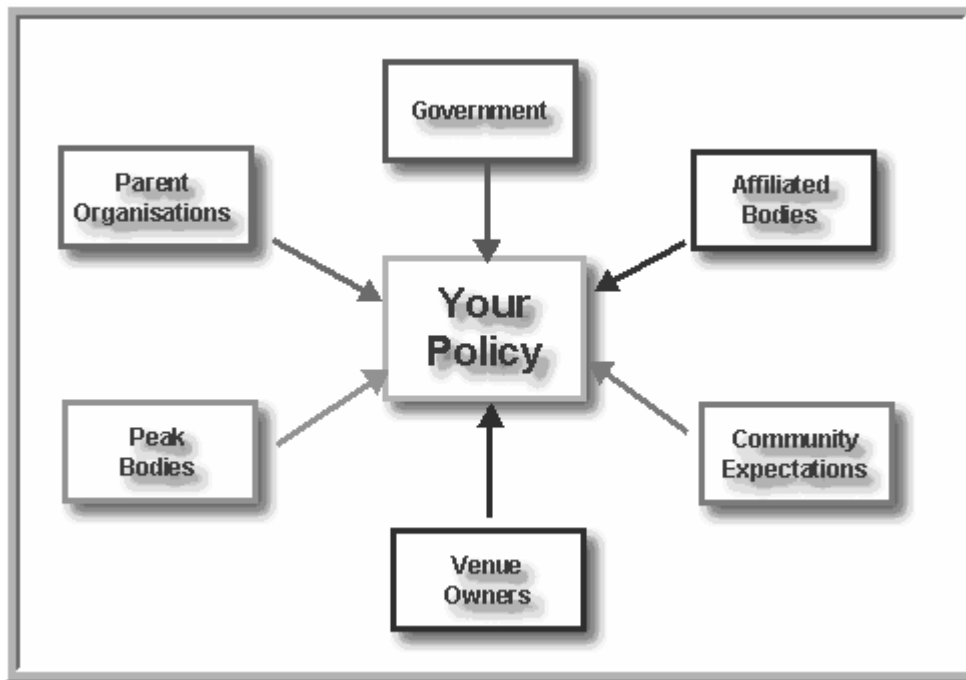 Government
Parent
Organisations
Affiliated
Bodies
Your
Policy
Peak
Bodies
Community
Expectations
Venue
Owners